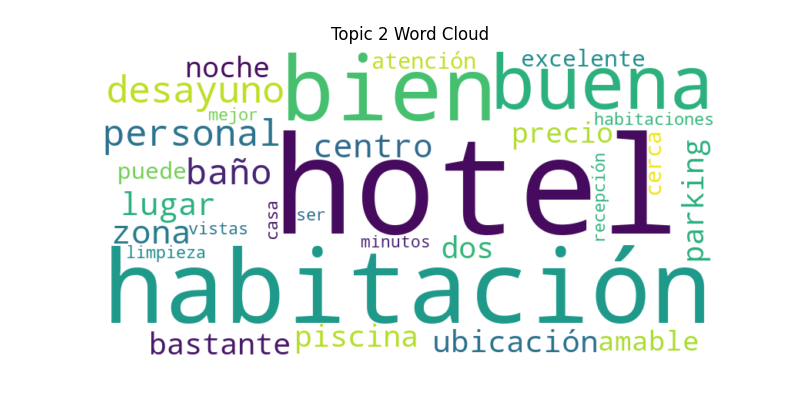 Topic 2 Word Cloud
noche
atención
excelente
desayuno
bien
buena
mejor
habitaciones
personal
centro
precio
hotel
puede
baño
cerca
parking
recepción
lugar
casa
ser
zona
vistas
minutos
dos
limpieza
habitación
bastante
piscina
ubicación
amable